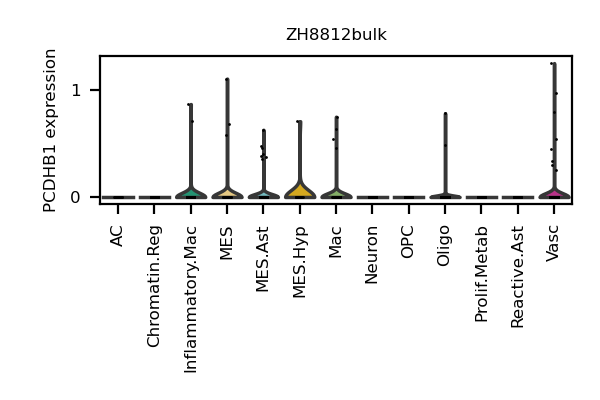 ZH8812bulk
PCDHB1 expression
1
0
AC
Chromatin.Reg
Inflammatory.Mac
MES
MES.Ast
MES.Hyp
Mac
Neuron
OPC
Oligo
Prolif.Metab
Reactive.Ast
Vasc